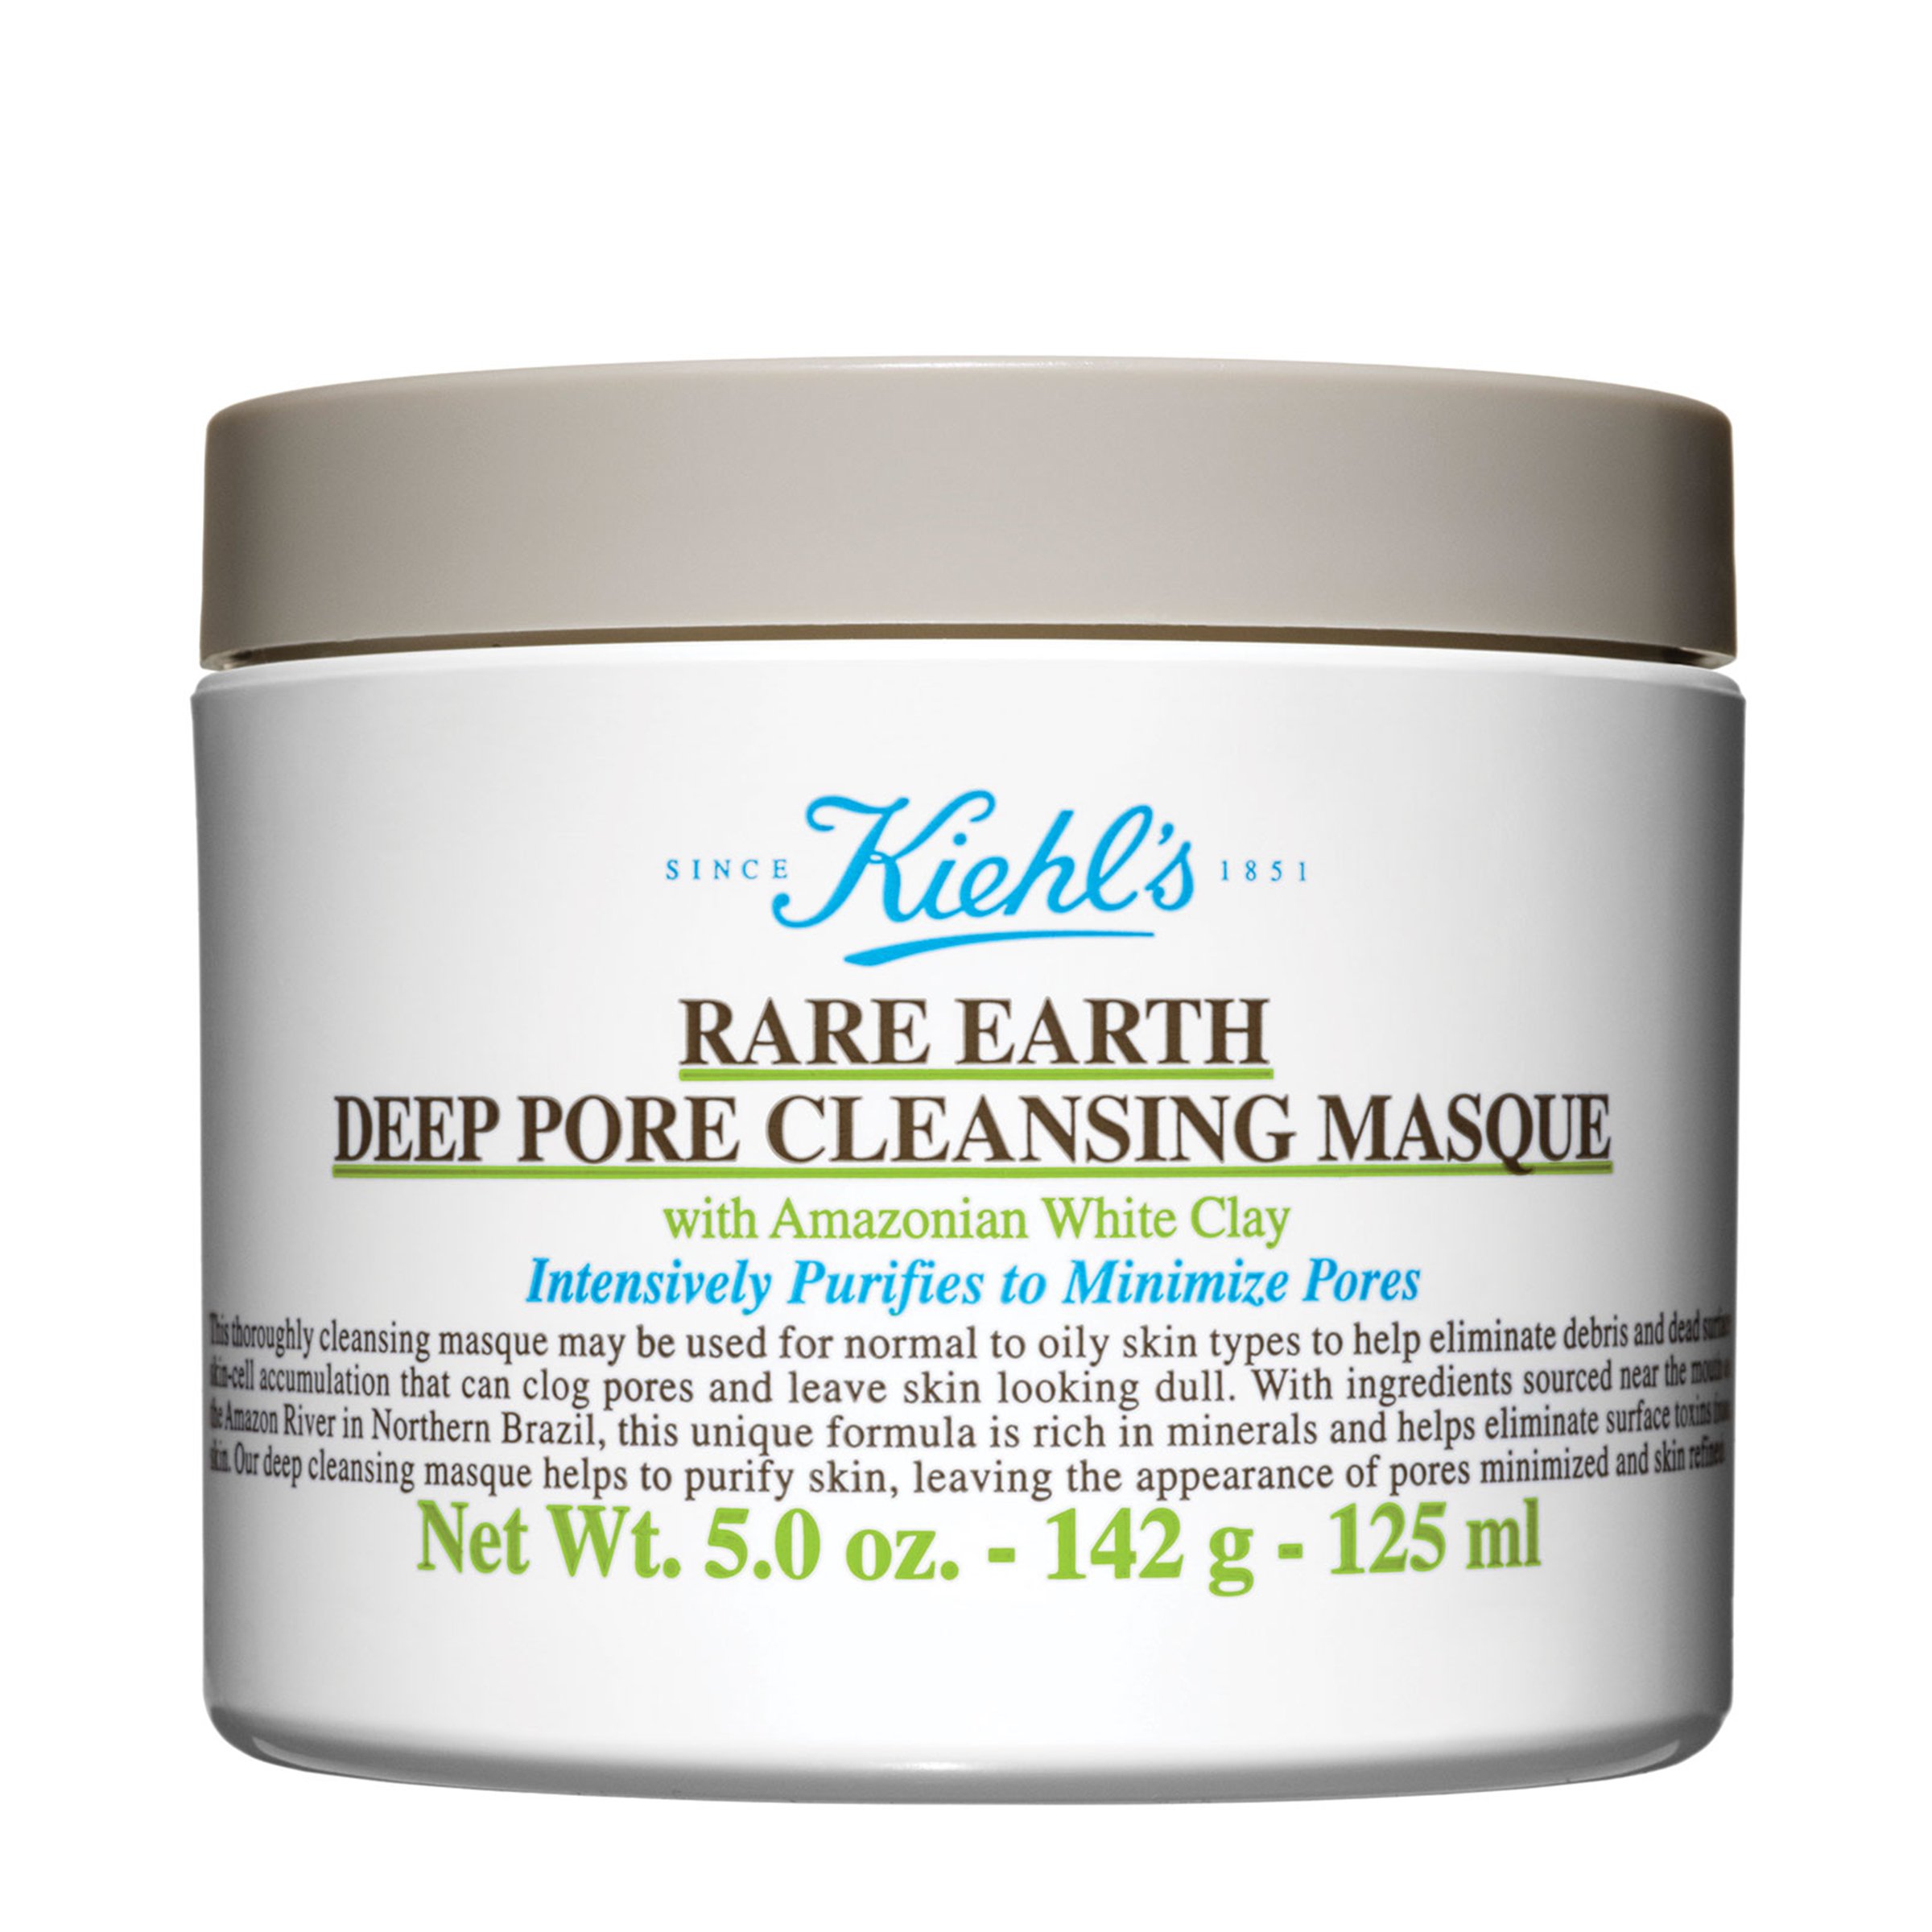 SINCE Kiehl's 1851
RARE EARTH
DEEP PORE CLEANSING MASQUE
with Amazonian White Clay
Intensively Purifies to Minimize Pores
This thoroughly cleansing masque may be used for normal to oily skin types to help eliminate debris and dead surface
skin-cell accumulation that can clog pores and leave skin looking dull. With ingredients sourced near the mouth of
the Amazon River in Northern Brazil, this unique formula is rich in minerals and helps eliminate surface toxins from
skin. Our deep cleansing masque helps to purify skin, leaving the appearance of pores minimized and skin refined.
Net Wt. 5.0 oz. - 142 g - 125 ml